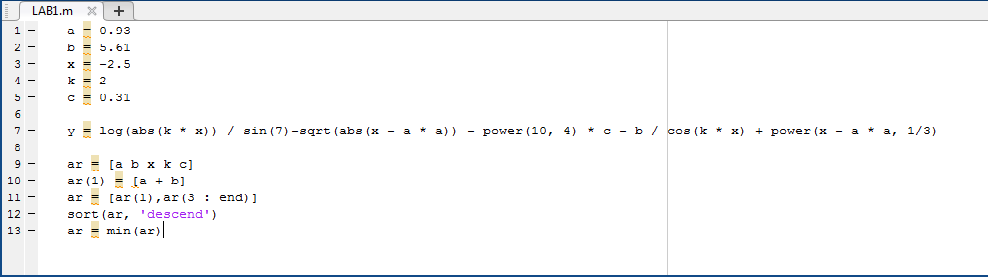 LAB1.m × +
1 – a = 0.93
2 – b = 5.61
3 – x = -2.5
4 – k = 2
5 – c = 0.31
6
7 – y = log(abs(k * x)) / sin(7)-sqrt(abs(x - a * a)) - power(10, 4) * c - b / cos(k * x) + power(x - a * a, 1/3)
8
9 – ar = [a b x k c]
10 – ar(1) = [a + b]
11 – ar = [ar(1),ar(3 : end)]
12 – sort(ar, 'descend')
13 – ar = min(ar)